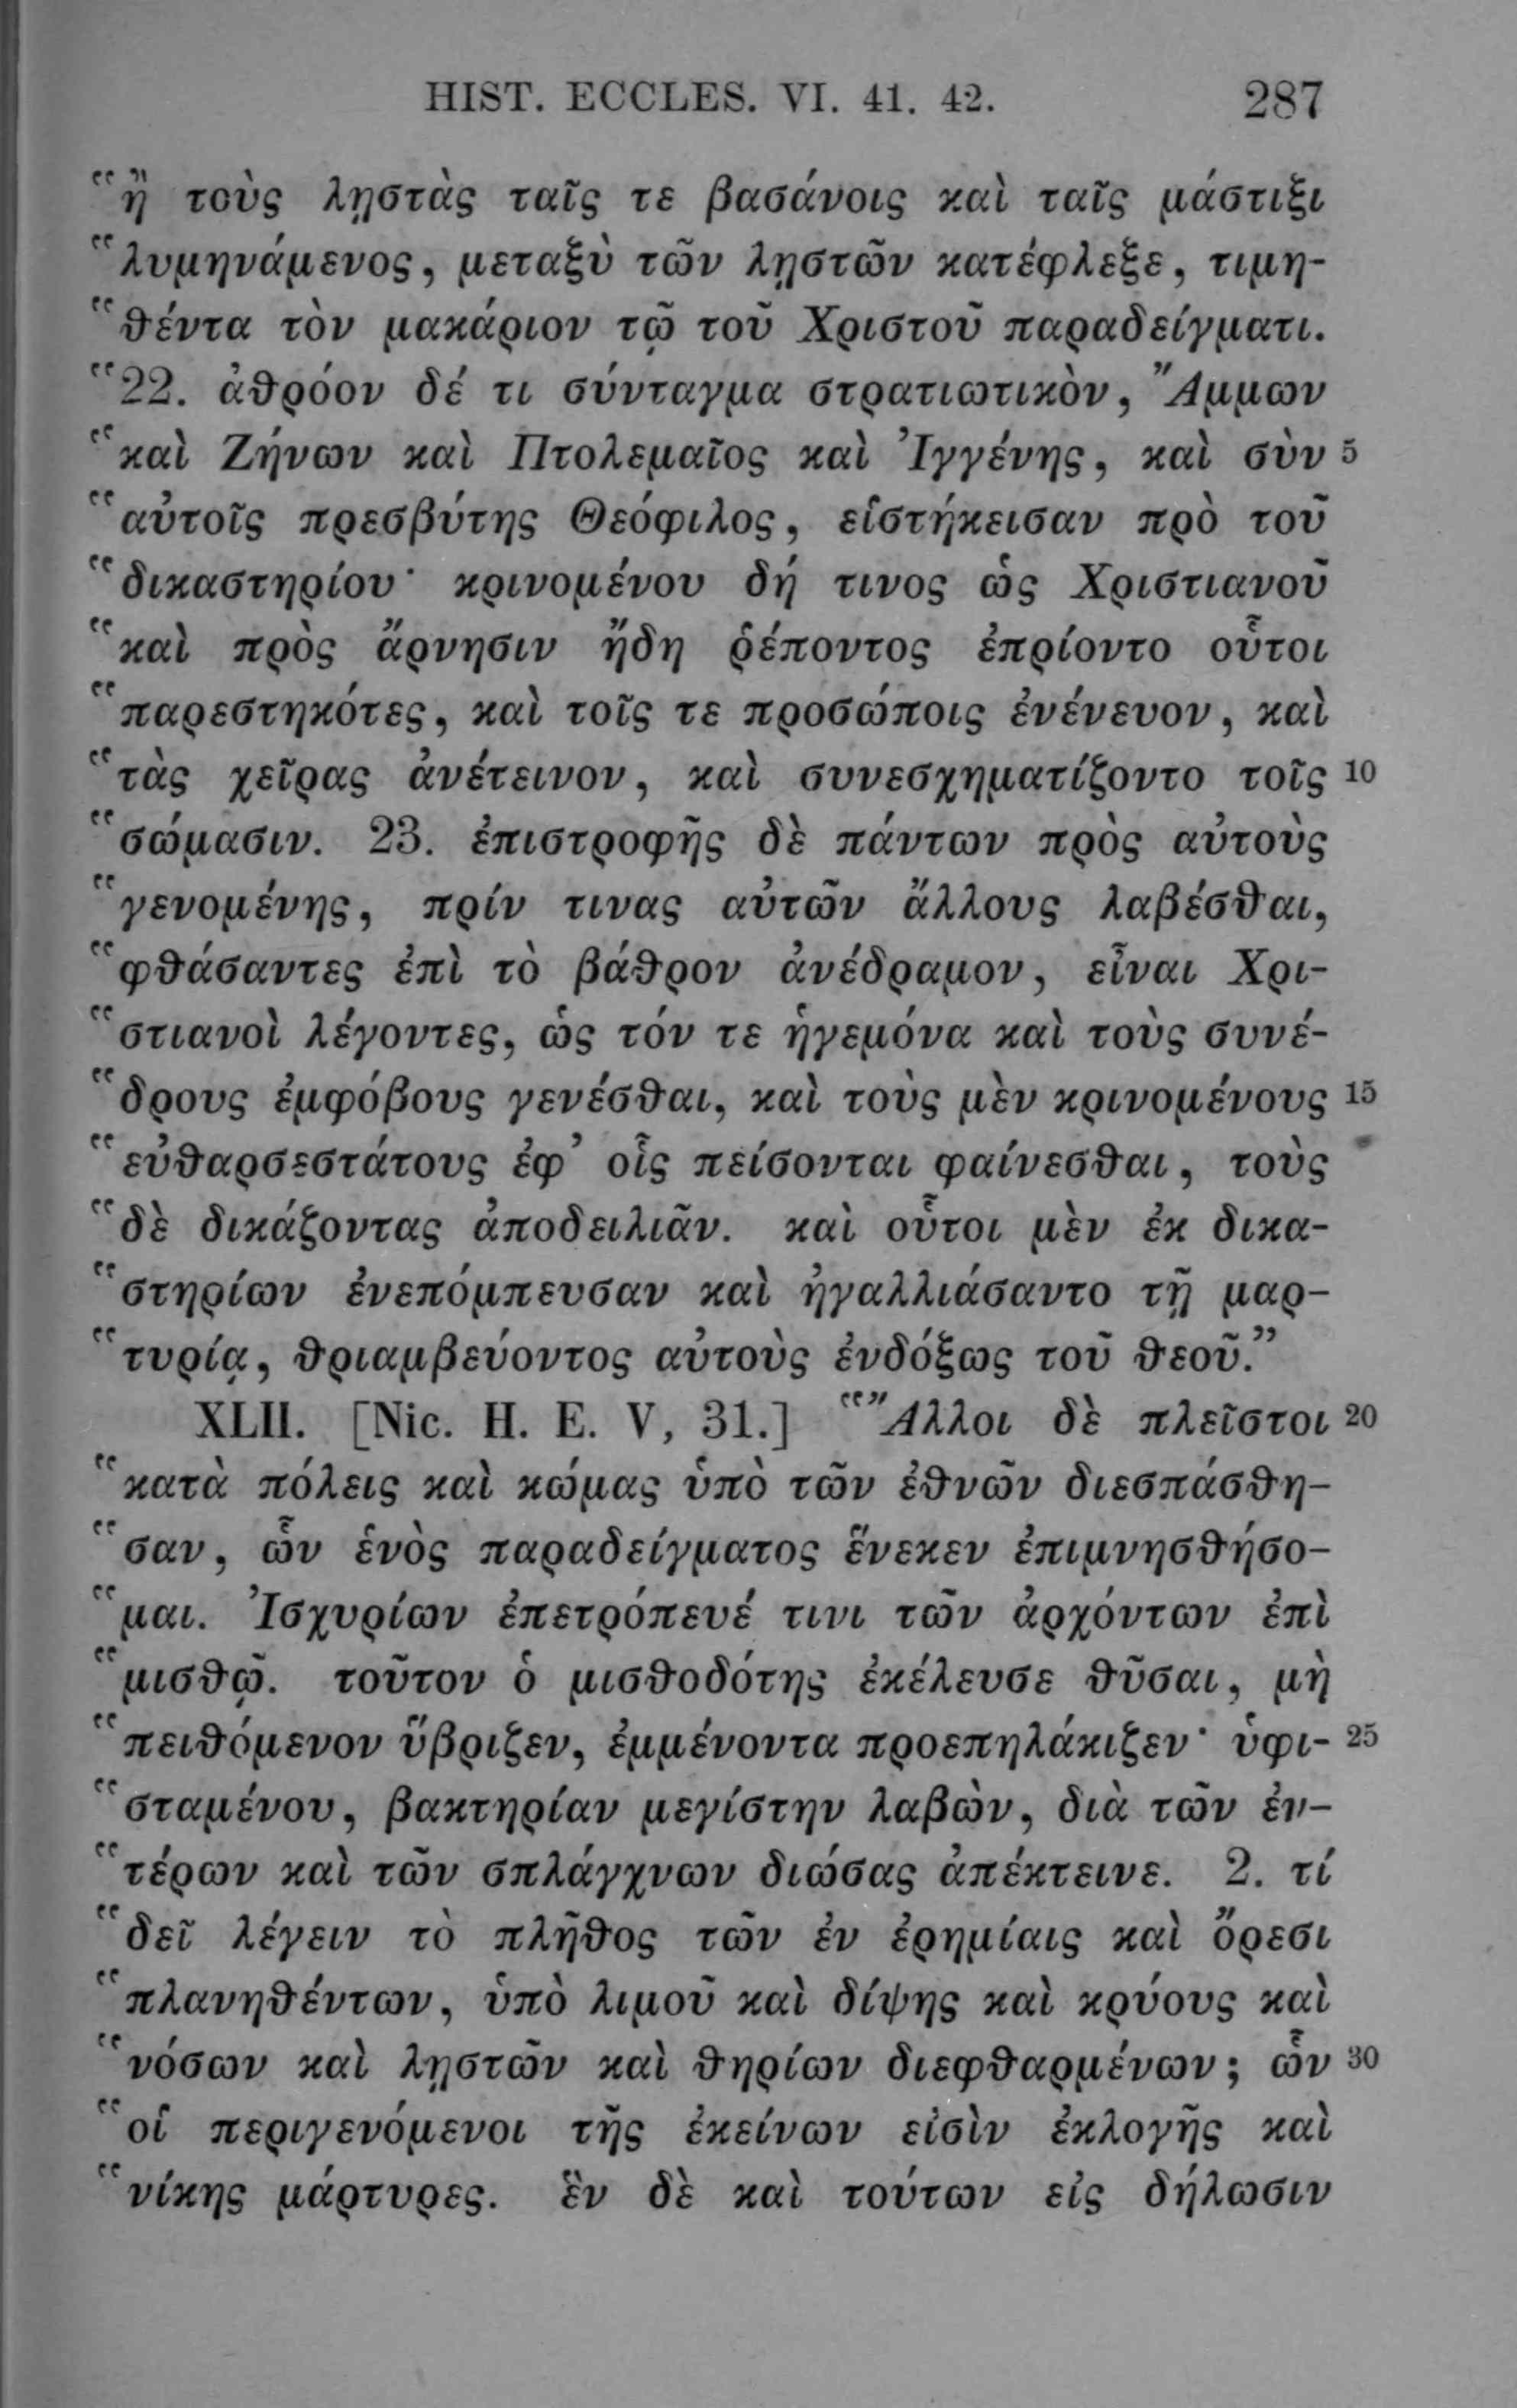 HIST. ECCLES. VI. 41. 42. 287
“ἢ τοὺς λῃστὰς ταῖς τε βασάνοις καὶ ταῖς μάστιξι
“λυμηνάμενος, μεταξὺ τῶν λῃστῶν κατέφλεξε, τιμη-
“θέντα τὸν μακάριον τῷ τοῦ Χριστοῦ παραδείγματι.
“22. ἀθρόον δέ τι σύνταγμα στρατιωτικὸν, Ἄμμων
“καὶ Ζήνων καὶ Πτολεμαῖος καὶ Ἰγγένης, καὶ σὺν 5
“αὐτοῖς πρεσβύτης Θεόφιλος, εἱστήκεισαν πρὸ τοῦ
“δικαστηρίου· κρινομένου δή τινος ὡς Χριστιανοῦ
“καὶ πρὸς ἄρνησιν ἤδη ῥέποντος ἐπρίοντο οὗτοι
“παρεστηκότες, καὶ τοῖς τε προσώποις ἐνένευον, καὶ
“τὰς χεῖρας ἀνέτεινον, καὶ συνεσχηματίζοντο τοῖς 10
“σώμασιν. 23. ἐπιστροφῆς δὲ πάντων πρὸς αὐτοὺς
“γενομένης, πρίν τινας αὐτῶν ἄλλους λαβέσθαι,
“φθάσαντες ἐπὶ τὸ βάθρον ἀνέδραμον, εἶναι Χρι-
“στιανοὶ λέγοντες, ὡς τόν τε ἡγεμόνα καὶ τοὺς συνέ-
“δρους ἐμφόβους γενέσθαι, καὶ τοὺς μὲν κρινομένους 15
“εὐθαρσεστάτους ἐφ’ οἷς πείσονται φαίνεσθαι, τοὺς
“δὲ δικάζοντας ἀποδειλιᾶν. καὶ οὗτοι μὲν ἐκ δικα-
“στηρίων ἐνεπόμπευσαν καὶ ἠγαλλιάσαντο τῇ μαρ-
“τυρίᾳ, θριαμβεύοντος αὐτοὺς ἐνδόξως τοῦ θεοῦ.”
XLII. [Nic. H. E. V, 31.] “Ἄλλοι δὲ πλεῖστοι 20
“κατὰ πόλεις καὶ κώμας ὑπὸ τῶν ἐθνῶν διεσπάσθη-
“σαν, ὧν ἑνὸς παραδείγματος ἕνεκεν ἐπιμνησθήσο-
“μαι. Ἰσχυρίων ἐπετρόπευέ τινι τῶν ἀρχόντων ἐπὶ
“μισθῷ. τοῦτον ὁ μισθοδότης ἐκέλευσε θῦσαι, μὴ
“πειθόμενον ὕβριζεν, ἐμμένοντα προεπηλάκιζεν· ὑφι- 25
“σταμένου, βακτηρίαν μεγίστην λαβὼν, διὰ τῶν ἐν-
“τέρων καὶ τῶν σπλάγχνων διώσας ἀπέκτεινε. 2. τί
“δεῖ λέγειν τὸ πλῆθος τῶν ἐν ἐρημίαις καὶ ὄρεσι
“πλανηθέντων, ὑπὸ λιμοῦ καὶ δίψης καὶ κρύους καὶ
“νόσων καὶ λῃστῶν καὶ θηρίων διεφθαρμένων; ὧν 30
“οἱ περιγενόμενοι τῆς ἐκείνων εἰσὶν ἐκλογῆς καὶ
“νίκης μάρτυρες. ἓν δὲ καὶ τούτων εἰς δήλωσιν